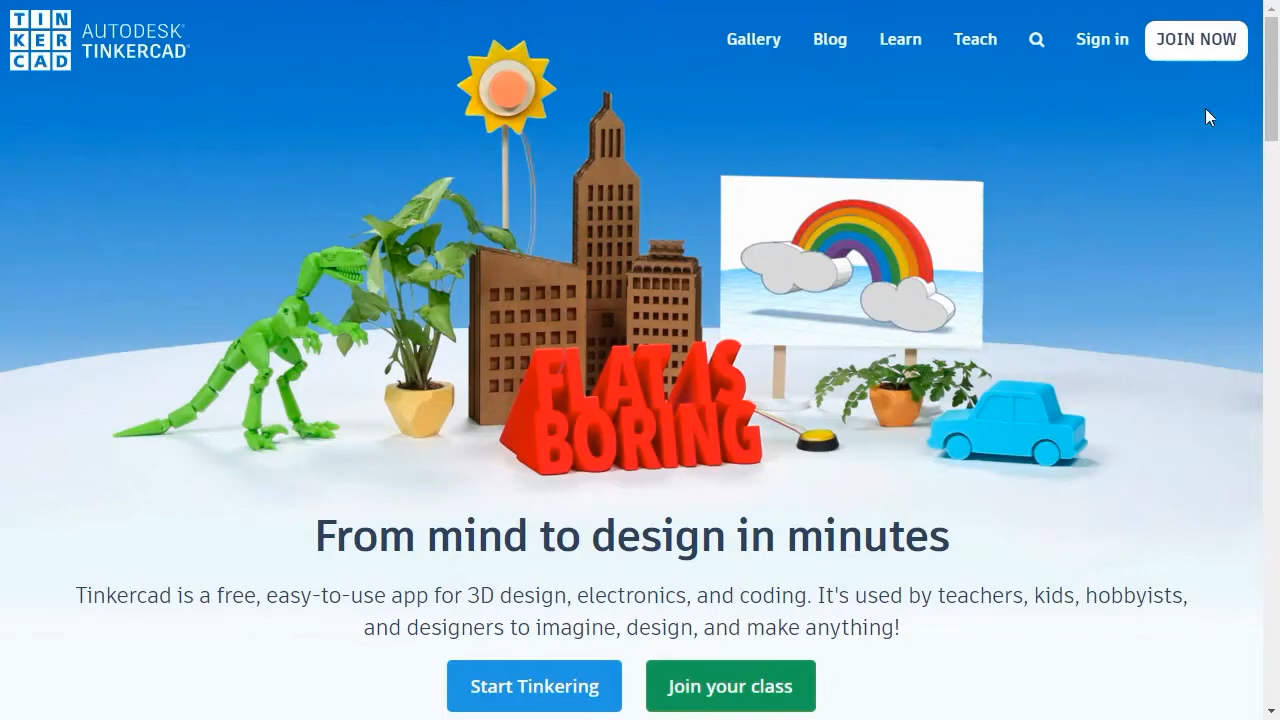 TIN
KER
CAD
AUTODESK®
TINKERCAD®
Gallery
Blog
Learn
Teach
Sign in
JOIN NOW
FLAT IS
BORING
From mind to design in minutes
Tinkercad is a free, easy-to-use app for 3D design, electronics, and coding. It's used by teachers, kids, hobbyists,
and designers to imagine, design, and make anything!
Start Tinkering
Join your class